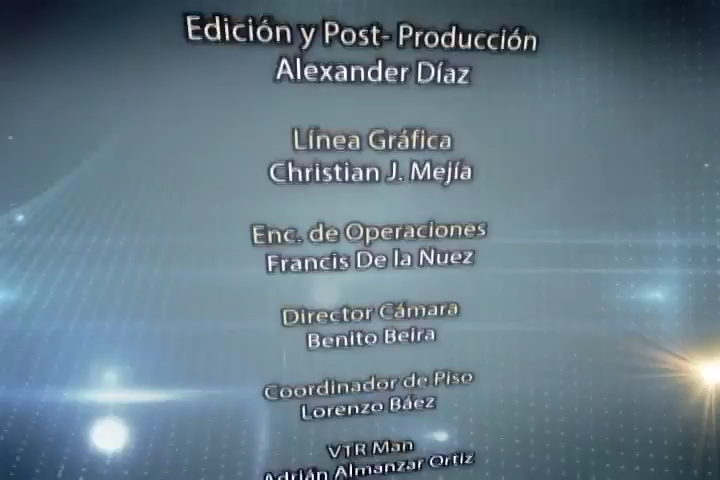 Edición y Post- Producción
Alexander Díaz
Línea Gráfica
Christian J. Mejía
Enc. de Operaciones
Francis De la Nuez
Director Cámara
Benito Beira
Coordinador de Piso
Lorenzo Báez
VTR Man
Adrián Almanzar Ortiz